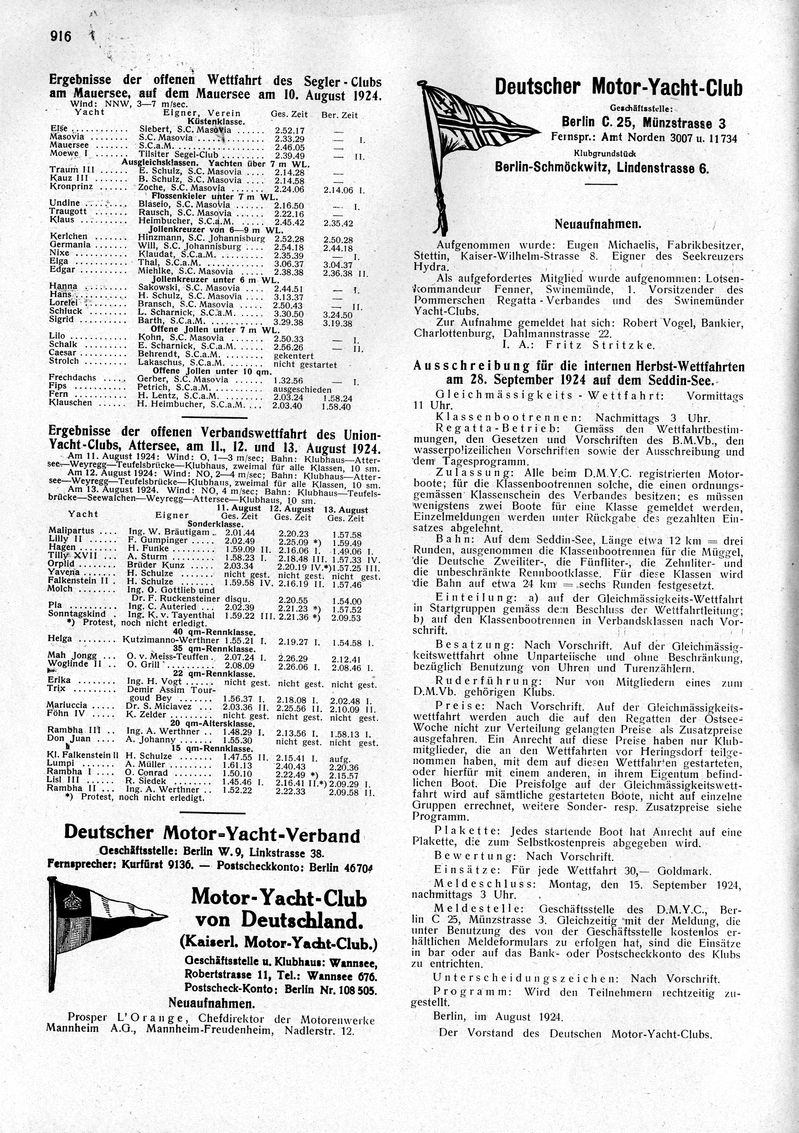 916
Ergebnisse der offenen Wettfahrt des Segler-Clubs
am Mauersee, auf dem Mauersee am 10. August 1924.
Wind: NNW, 3—7 m/sec.
Yacht Eigner, Verein Ges. Zeit Ber. Zeit
Küstenklasse.
Else ........... Siebert, S.C. Masovia ...... 2.52.17 —
Masovia ......... S.C. Masovia ........... 2.33.29 — I.
Mauersee ....... S.C.a.M. .............. 2.46.05 —
Moewe I ....... Tilsiter Segel-Club ........ 2.39.49 — II.
Ausgleichsklassen. Yachten über 7 m WL.
Traum III ...... E. Schulz, S.C. Masovia .... 2.14.28 —
Kauz III ....... B. Schulz, S.C. Masovia .... 2.14.58 —
Kronprinz ..... Zoche, S.C. Masovia ....... 2.24.06 2.14.06 I.
Flossenkieler unter 7 m WL.
Undine ......... Blaseio, S.C. Masovia ...... 2.16.50 — I.
Traugott ....... Rausch, S.C. Masovia ...... 2.22.16 —
Klaus .......... Heimbucher, S.C.a.M. ..... 2.45.42 2.35.42
Jollenkreuzer von 6—9 m WL.
Kerlchen ....... Hinzmann, S.C. Johannisburg 2.52.28 2.50.28
Germania ...... Will, S.C. Johannisburg .... 2.54.18 2.44.18
Nixe ........... Klaudat, S.C.a.M. ......... 2.35.39 — I.
Elga ........... Thal, S.C.a.M. ............ 3.06.37 3.04.37
Edgar .......... Miehlke, S.C. Masovia ..... 2.38.38 2.36.38 II.
Jollenkreuzer unter 6 m WL.
Hanna ......... Sakowski, S.C. Masovia .... 2.44.51 — I.
Hans ........... H. Schulz, S.C. Masovia .... 3.13.37 —
Lorelei ......... Bransch, S.C. Masovia ..... 2.50.43 — II.
Schluck ........ L. Scharnick, S.C.a.M. ..... 3.30.50 3.24.50
Sigrid .......... Barth, S.C.a.M. ........... 3.29.38 3.19.38
Offene Jollen unter 7 m WL.
Lilo ............ Kohn, S.C. Masovia ....... 2.50.33 — I.
Schalk ......... E. Scharnick, S.C.a.M. ..... 2.56.26 — II.
Caesar ......... Behrendt, S.C.a.M. ........ gekentert
Strolch ......... Lakaschus, S.C.a.M. ....... nicht gestartet
Offene Jollen unter 10 qm.
Frechdachs ..... Gerber, S.C. Masovia ...... 1.32.56 — I.
Fips ............ Petrich, S.C.a.M. ......... ausgeschieden
Fern ............ H. Lentz, S.C.a.M. ........ 2.03.24 1.58.24
Klauschen ...... H. Heimbucher, S.C.a.M. ... 2.03.40 1.58.40
Ergebnisse der offenen Verbandswettfahrt des Union-
Yacht-Clubs, Attersee, am 11., 12. und 13. August 1924.
Am 11. August 1924: Wind: O, 1—3 m/sec; Bahn: Klubhaus—Atter-
see—Weyregg—Teufelsbrücke—Klubhaus, zweimal für alle Klassen, 10 sm.
Am 12. August 1924: Wind: NO, 2—4 m/sec; Bahn: Klubhaus—Atter-
see—Weyregg—Teufelsbrücke—Klubhaus, zweimal für alle Klassen, 10 sm.
Am 13. August 1924. Wind: NO, 4 m/sec; Bahn: Klubhaus—Teufels-
brücke—Seewalchen—Weyregg—Attersee—Klubhaus, 10 sm.
11. August 12. August 13. August
Yacht Eigner Ges. Zeit Ges. Zeit Ges. Zeit
Sonderklasse.
Malipartus .... Ing. W. Bräutigam .. 2.01.44 2.20.23 1.57.58
Lilly II ....... F. Gumpinger ..... 2.02.49 2.25.09 *) 1.59.49
Hagen ........ H. Funke ......... 1.59.09 II. 2.16.06 I. 1.49.06 I.
Tilly XVII .. A. Sturm ......... 1.58.23 I. 2.18.48 III. 1.57.33 IV.
Orplid ....... Brüder Kunz ..... 2.03.34 2.20.19 IV.*) 1.57.25 III.
Yavena ....... H. Schulze ....... nicht gest. nicht gest. nicht gest.
Falkenstein II . H. Schulze ....... 1.59.58 IV. 2.16.19 II. 1.57.46
Molch ........ Ing. O. Gottlieb und
Dr. F. Ruckensteiner disqu. 2.20.55 1.54.00
Pla ........... Ing. C. Auteried ... 2.02.39 2.21.23 *) 1.57.52
Sonntagskind . Ing. K. v. Tayenthal 1.59.22 III. 2.21.36 *) 2.09.53
*) Protest, noch nicht erledigt.
40 qm-Rennklasse.
Helga ........ Kutzimanno-Werthner 1.55.21 I. 2.19.27 I. 1.54.58 I.
35 qm-Rennklasse.
Mah Jongg ... O. v. Meiss-Teuffen. 2.07.24 I. 2.26.29 2.12.41
Woglinde II .. O. Grill .......... 2.08.09 2.26.06 I. 2.08.46 I.
22 qm-Rennklasse.
Erika ........ Ing. H. Vogt ...... nicht gest. nicht gest. nicht gest.
Trix ......... Demir Assim Tour-
goud Bey ....... 1.56.37 I. 2.18.08 I. 2.02.48 I.
Mariuccia ..... Dr. S. Miclavez ... 2.03.36 II. 2.25.56 II. 2.10.09 II.
Föhn IV ..... K. Zelder ......... nicht gest. nicht gest. nicht gest.
20 qm-Altersklasse.
Rambha III .. Ing. A. Werthner .. 1.48.29 I. 2.13.56 I. 1.58.13 I.
Don Juan .... A. Johanny ...... 1.55.30 nicht gest. nicht gest.
15 qm-Rennklasse.
Kl. Falkenstein II H. Schulze ...... 1.47.55 II. 2.15.41 I. aufg.
Lumpl ....... A. Müller ........ 1.61.13 2.40.43 2.20.36
Rambha I .... O. Conrad ....... 1.50.10 2.22.49 *) 2.15.57
Lisl III ....... R. Siedek ........ 1.45.46 I. 2.16.41 II.*) 2.09.29 I.
Rambha II ... Ing. A. Werthner .. 1.52.22 2.22.33 2.09.58 II.
*) Protest, noch nicht erledigt.
Deutscher Motor-Yacht-Verband
Geschäftsstelle: Berlin W.9, Linkstrasse 38.
Fernsprecher: Kurfürst 9136. — Postscheckkonto: Berlin 46704
Motor-Yacht-Club
von Deutschland.
(Kaiserl. Motor-Yacht-Club.)
Geschäftsstelle u. Klubhaus: Wannsee,
Robertstrasse 11, Tel.: Wannsee 676.
Postscheck-Konto: Berlin Nr. 108 505.
Neuaufnahmen.
Prosper L'Orange, Chefdirektor der Motorenwerke
Mannheim A.G., Mannheim-Freudenheim, Nadlerstr. 12.
Deutscher Motor-Yacht-Club
Geschäftsstelle:
Berlin C. 25, Münzstrasse 3
Fernspr.: Amt Norden 3007 u. 11734
Klubgrundstück
Berlin-Schmöckwitz, Lindenstrasse 6.
Neuaufnahmen.
Aufgenommen wurde: Eugen Michaelis, Fabrikbesitzer,
Stettin, Kaiser-Wilhelm-Strasse 8. Eigner des Seekreuzers
Hydra.
Als aufgefordertes Mitglied wurde aufgenommen: Lotsen-
kommandeur Fenner, Swinemünde, 1. Vorsitzender des
Pommerschen Regatta-Verbandes und des Swinemünder
Yacht-Clubs.
Zur Aufnahme gemeldet hat sich: Robert Vogel, Bankier,
Charlottenburg, Dahlmannstrasse 22.
I. A.: Fritz Stritzke.
Ausschreibung für die internen Herbst-Wettfahrten
am 28. September 1924 auf dem Seddin-See.
Gleichmässigkeits-Wettfahrt: Vormittags
11 Uhr.
Klassenbootrennen: Nachmittags 3 Uhr.
Regatta-Betrieb: Gemäss den Wettfahrtbestim-
mungen, den Gesetzen und Vorschriften des B.M.Vb., den
wasserpolizeilichen Vorschriften sowie der Ausschreibung und
dem Tagesprogramm.
Zulassung: Alle beim D.M.Y.C. registrierten Motor-
boote; für die Klassenbootrennen solche, die einen ordnungs-
gemässen Klassenschein des Verbandes besitzen; es müssen
wenigstens zwei Boote für eine Klasse gemeldet werden,
Einzelmeldungen werden unter Rückgabe des gezahlten Ein-
satzes abgelehnt.
Bahn: Auf dem Seddin-See, Länge etwa 12 km = drei
Runden, ausgenommen die Klassenbootrennen für die Müggel,
die Deutsche Zweiliter-, die Fünfliter-, die Zehnliter- und
die unbeschränkte Rennbootklasse. Für diese Klassen wird
die Bahn auf etwa 24 km = sechs Runden festgesetzt.
Einteilung: a) auf der Gleichmässigkeits-Wettfahrt
in Startgruppen gemäss dem Beschluss der Wettfahrtleitung;
b) auf den Klassenbootrennen in Verbandsklassen nach Vor-
schrift.
Besatzung: Nach Vorschrift. Auf der Gleichmässig-
keitswettfahrt ohne Unparteiische und ohne Beschränkung,
bezüglich Benutzung von Uhren und Turenzählern.
Ruderführung: Nur von Mitgliedern eines zum
D.M.Vb. gehörigen Klubs.
Preise: Nach Vorschrift. Auf der Gleichmässigkeits-
wettfahrt werden auch die auf den Regatten der Ostsee-
Woche nicht zur Verteilung gelangten Preise als Zusatzpreise
ausgefahren. Ein Anrecht auf diese Preise haben nur Klub-
mitglieder, die an den Wettfahrten vor Heringsdorf teilge-
nommen haben, mit dem auf diesen Wettfahrten gestarteten,
oder hierfür mit einem anderen, in ihrem Eigentum befind-
lichen Boot. Die Preisfolge auf der Gleichmässigkeitswett-
fahrt wird auf sämtliche gestarteten Boote, nicht auf einzelne
Gruppen errechnet, weitere Sonder- resp. Zusatzpreise siehe
Programm.
Plakette: Jedes startende Boot hat Anrecht auf eine
Plakette, die zum Selbstkostenpreis abgegeben wird.
Bewertung: Nach Vorschrift.
Einsätze: Für jede Wettfahrt 30,— Goldmark.
Meldeschluss: Montag, den 15. September 1924,
nachmittags 3 Uhr.
Meldestelle: Geschäftsstelle des D.M.Y.C., Ber-
lin C 25, Münzstrasse 3. Gleichzeitig mit der Meldung, die
unter Benutzung des von der Geschäftsstelle kostenlos er-
hältlichen Meldeformulars zu erfolgen hat, sind die Einsätze
in bar oder auf das Bank- oder Postscheckkonto des Klubs
zu entrichten.
Unterscheidungszeichen: Nach Vorschrift.
Programm: Wird den Teilnehmern rechtzeitig zu-
gestellt.
Berlin, im August 1924.
Der Vorstand des Deutschen Motor-Yacht-Clubs.